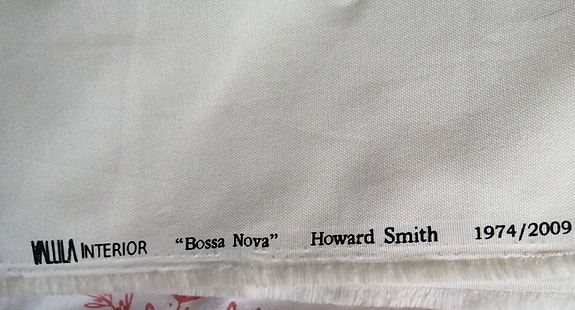 VALLILA INTERIOR "Bossa Nova" Howard Smith 1974/2009